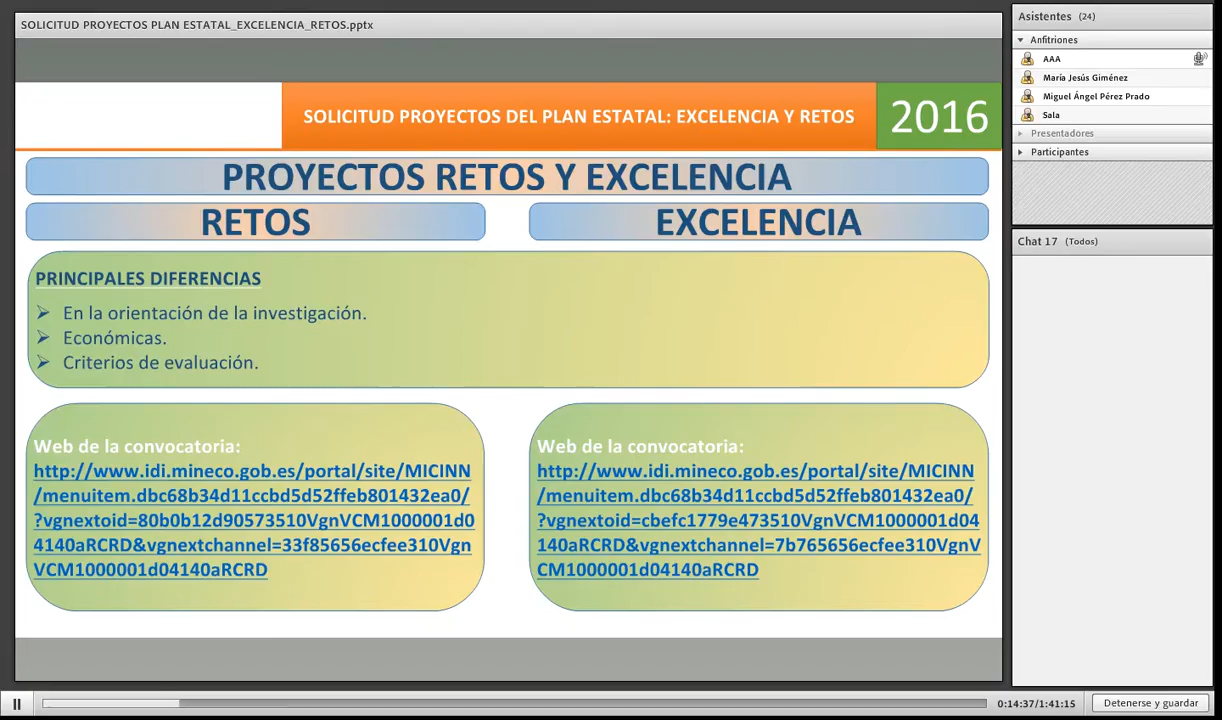 SOLICITUD PROYECTOS PLAN ESTATAL_EXCELENCIA_RETOS.pptx
SOLICITUD PROYECTOS DEL PLAN ESTATAL: EXCELENCIA Y RETOS
2016
PROYECTOS RETOS Y EXCELENCIA
RETOS
EXCELENCIA
PRINCIPALES DIFERENCIAS
En la orientación de la investigación.
Económicas.
Criterios de evaluación.
Web de la convocatoria:
http://www.idi.mineco.gob.es/portal/site/MICINN
/menuitem.dbc68b34d11ccbd5d52ffeb801432ea0/
?vgnextoid=80b0b12d90573510VgnVCM1000001d0
4140aRCRD&vgnextchannel=33f85656ecfee310Vgn
VCM1000001d04140aRCRD
Web de la convocatoria:
http://www.idi.mineco.gob.es/portal/site/MICINN
/menuitem.dbc68b34d11ccbd5d52ffeb801432ea0/
?vgnextoid=cbefc1779e473510VgnVCM1000001d04
140aRCRD&vgnextchannel=7b765656ecfee310VgnV
CM1000001d04140aRCRD
Asistentes (24)
Anfitriones
AAA
María Jesús Giménez
Miguel Ángel Pérez Prado
Sala
Presentadores
Participantes
Chat 17 (Todos)
0:14:37/1:41:15
Detenerse y guardar